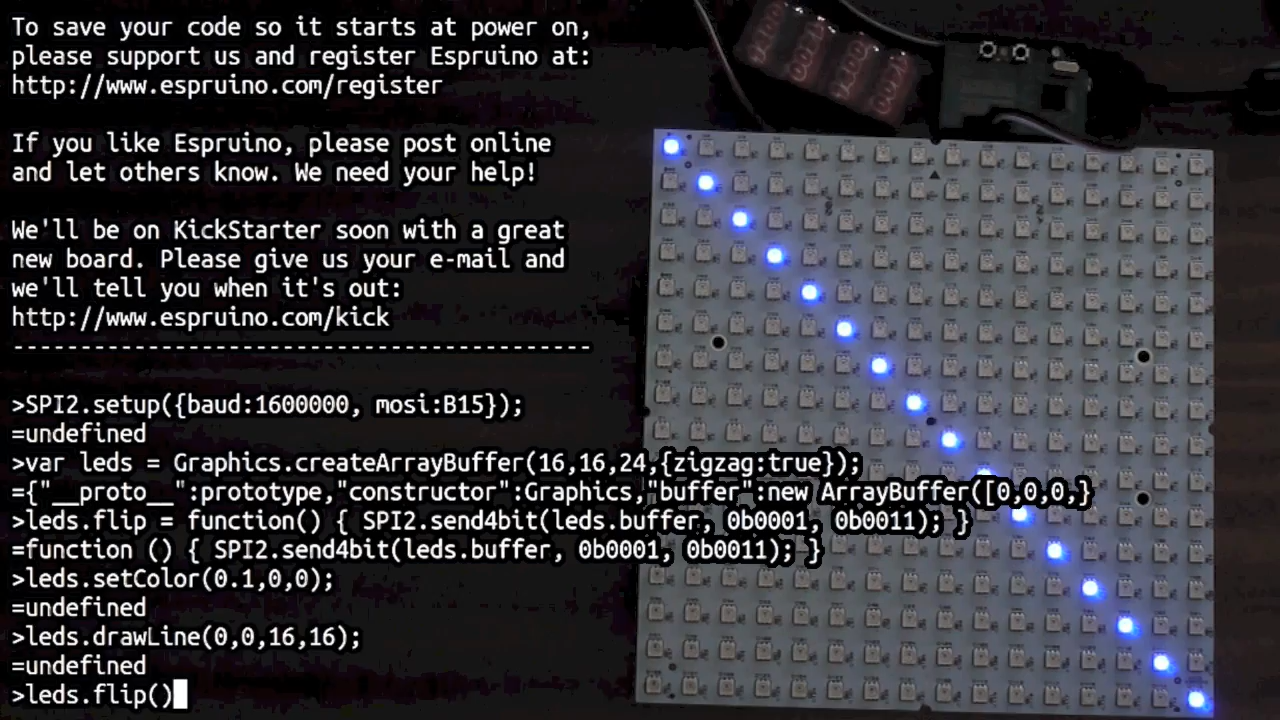 To save your code so it starts at power on,
please support us and register Espruino at:
http://www.espruino.com/register
If you like Espruino, please post online
and let others know. We need your help!
We'll be on KickStarter soon with a great
new board. Please give us your e-mail and
we'll tell you when it's out:
http://www.espruino.com/kick
-------------------------------------------
>SPI2.setup({baud:1600000, mosi:B15});
=undefined
>var leds = Graphics.createArrayBuffer(16,16,24,{zigzag:true});
={"__proto__":prototype,"constructor":Graphics,"buffer":new ArrayBuffer([0,0,0,}
>leds.flip = function() { SPI2.send4bit(leds.buffer, 0b0001, 0b0011); }
=function () { SPI2.send4bit(leds.buffer, 0b0001, 0b0011); }
>leds.setColor(0.1,0,0);
=undefined
>leds.drawLine(0,0,16,16);
=undefined
>leds.flip()